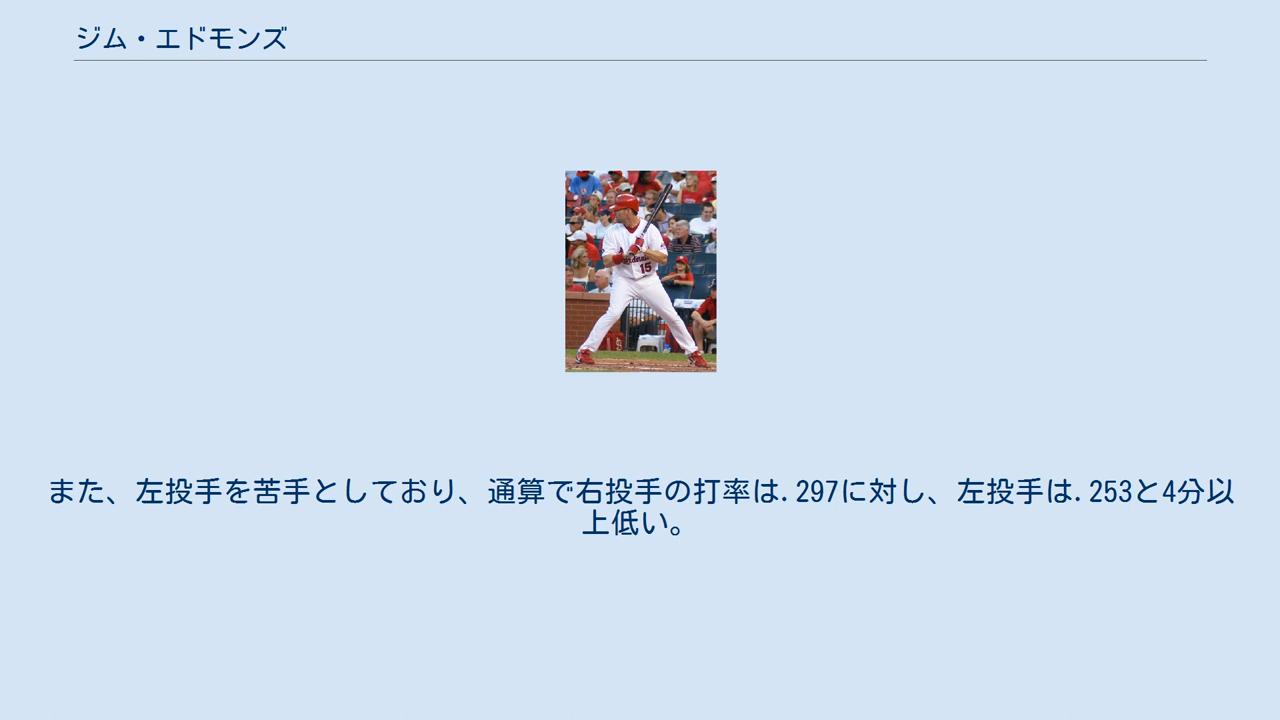 ジム・エドモンズ
15
また、左投手を苦手としており、通算で右投手の打率は.297に対し、左投手は.253と4分以
上低い。